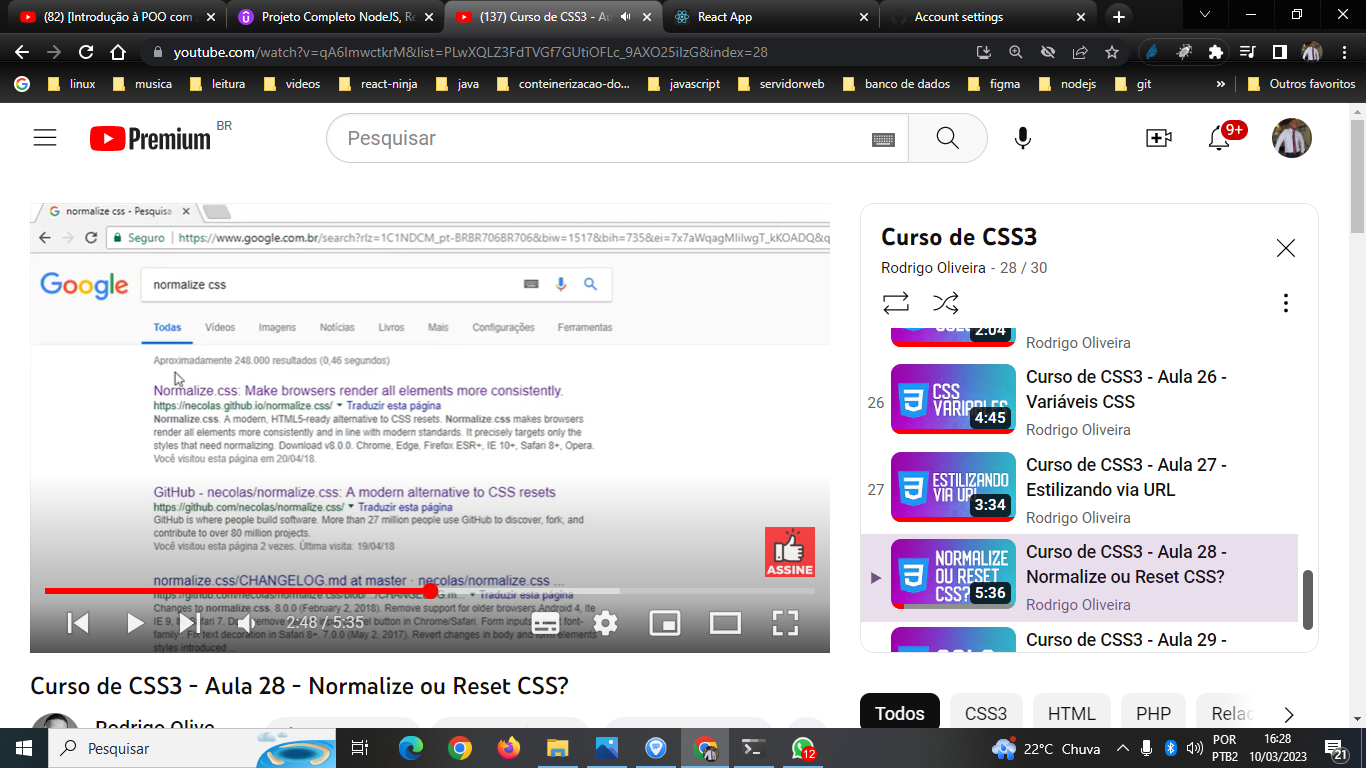 (82) [Introdução à POO com
Projeto Completo NodeJS, Re
(137) Curso de CSS3 - Au
React App
Account settings
youtube.com/watch?v=qA6lmwctkrM&list=PLwXQLZ3FdTVGf7GUtiOFLc_9AXO25iIzG&index=28
linux
musica
leitura
videos
react-ninja
java
conteinerizacao-do...
javascript
servidorweb
banco de dados
figma
nodejs
git
»
Outros favoritos
Premium
BR
Pesquisar
9+
normalize css - Pesquisa
Seguro
https://www.google.com.br/search?rlz=1C1NDCM_pt-BRBR706BR706&biw=1517&bih=735&ei=7x7aWqagMIiIwgT_kKOADQ&q
Google
normalize css
Todas
Vídeos
Imagens
Notícias
Livros
Mais
Configurações
Ferramentas
Aproximadamente 248.000 resultados (0,46 segundos)
Normalize.css: Make browsers render all elements more consistently.
https://necolas.github.io/normalize.css/ ▾ Traduzir esta página
Normalize.css. A modern, HTML5-ready alternative to CSS resets. Normalize.css makes browsers
render all elements more consistently and in line with modern standards. It precisely targets only the
styles that need normalizing. Download v8.0.0. Chrome, Edge, Firefox ESR+, IE 10+, Safari 8+, Opera.
Você visitou esta página em 20/04/18.
GitHub - necolas/normalize.css: A modern alternative to CSS resets
https://github.com/necolas/normalize.css/ ▾ Traduzir esta página
GitHub is where people build software. More than 27 million people use GitHub to discover, fork, and
contribute to over 80 million projects.
Você visitou esta página 2 vezes. Última visita: 19/04/18
ASSINE
normalize.css/CHANGELOG.md at master · necolas/normalize.css ...
https://github.com/necolas/normalize.css/blob/.../CHANGELOG.m... ▾ Traduzir esta página
Changes to normalize.css. 8.0.0 (February 2, 2018). Remove support for older browsers Android 4, lte
IE 9,
button in Chrome/Safari. Form inputs
font-
family
Fix text decoration in Safari 8+. 7.0.0 (May 2, 2017). Revert changes in body and form elements
styles introduced ...
2:48 / 5:35
Curso de CSS3 - Aula 28 - Normalize ou Reset CSS?
Rodrigo Olive
Curso de CSS3
Rodrigo Oliveira - 28 / 30
2:04
Rodrigo Oliveira
26
CSS
VARIABLES
4:45
Curso de CSS3 - Aula 26 -
Variáveis CSS
Rodrigo Oliveira
27
ESTILIZANDO
VIA URL
3:34
Curso de CSS3 - Aula 27 -
Estilizando via URL
Rodrigo Oliveira
NORMALIZE
OU RESET
CSS?
5:36
Curso de CSS3 - Aula 28 -
Normalize ou Reset CSS?
Rodrigo Oliveira
Curso de CSS3 - Aula 29 -
Todos
CSS3
HTML
PHP
Relac
Pesquisar
12
22°C Chuva
POR
PTB2
16:28
10/03/2023
21